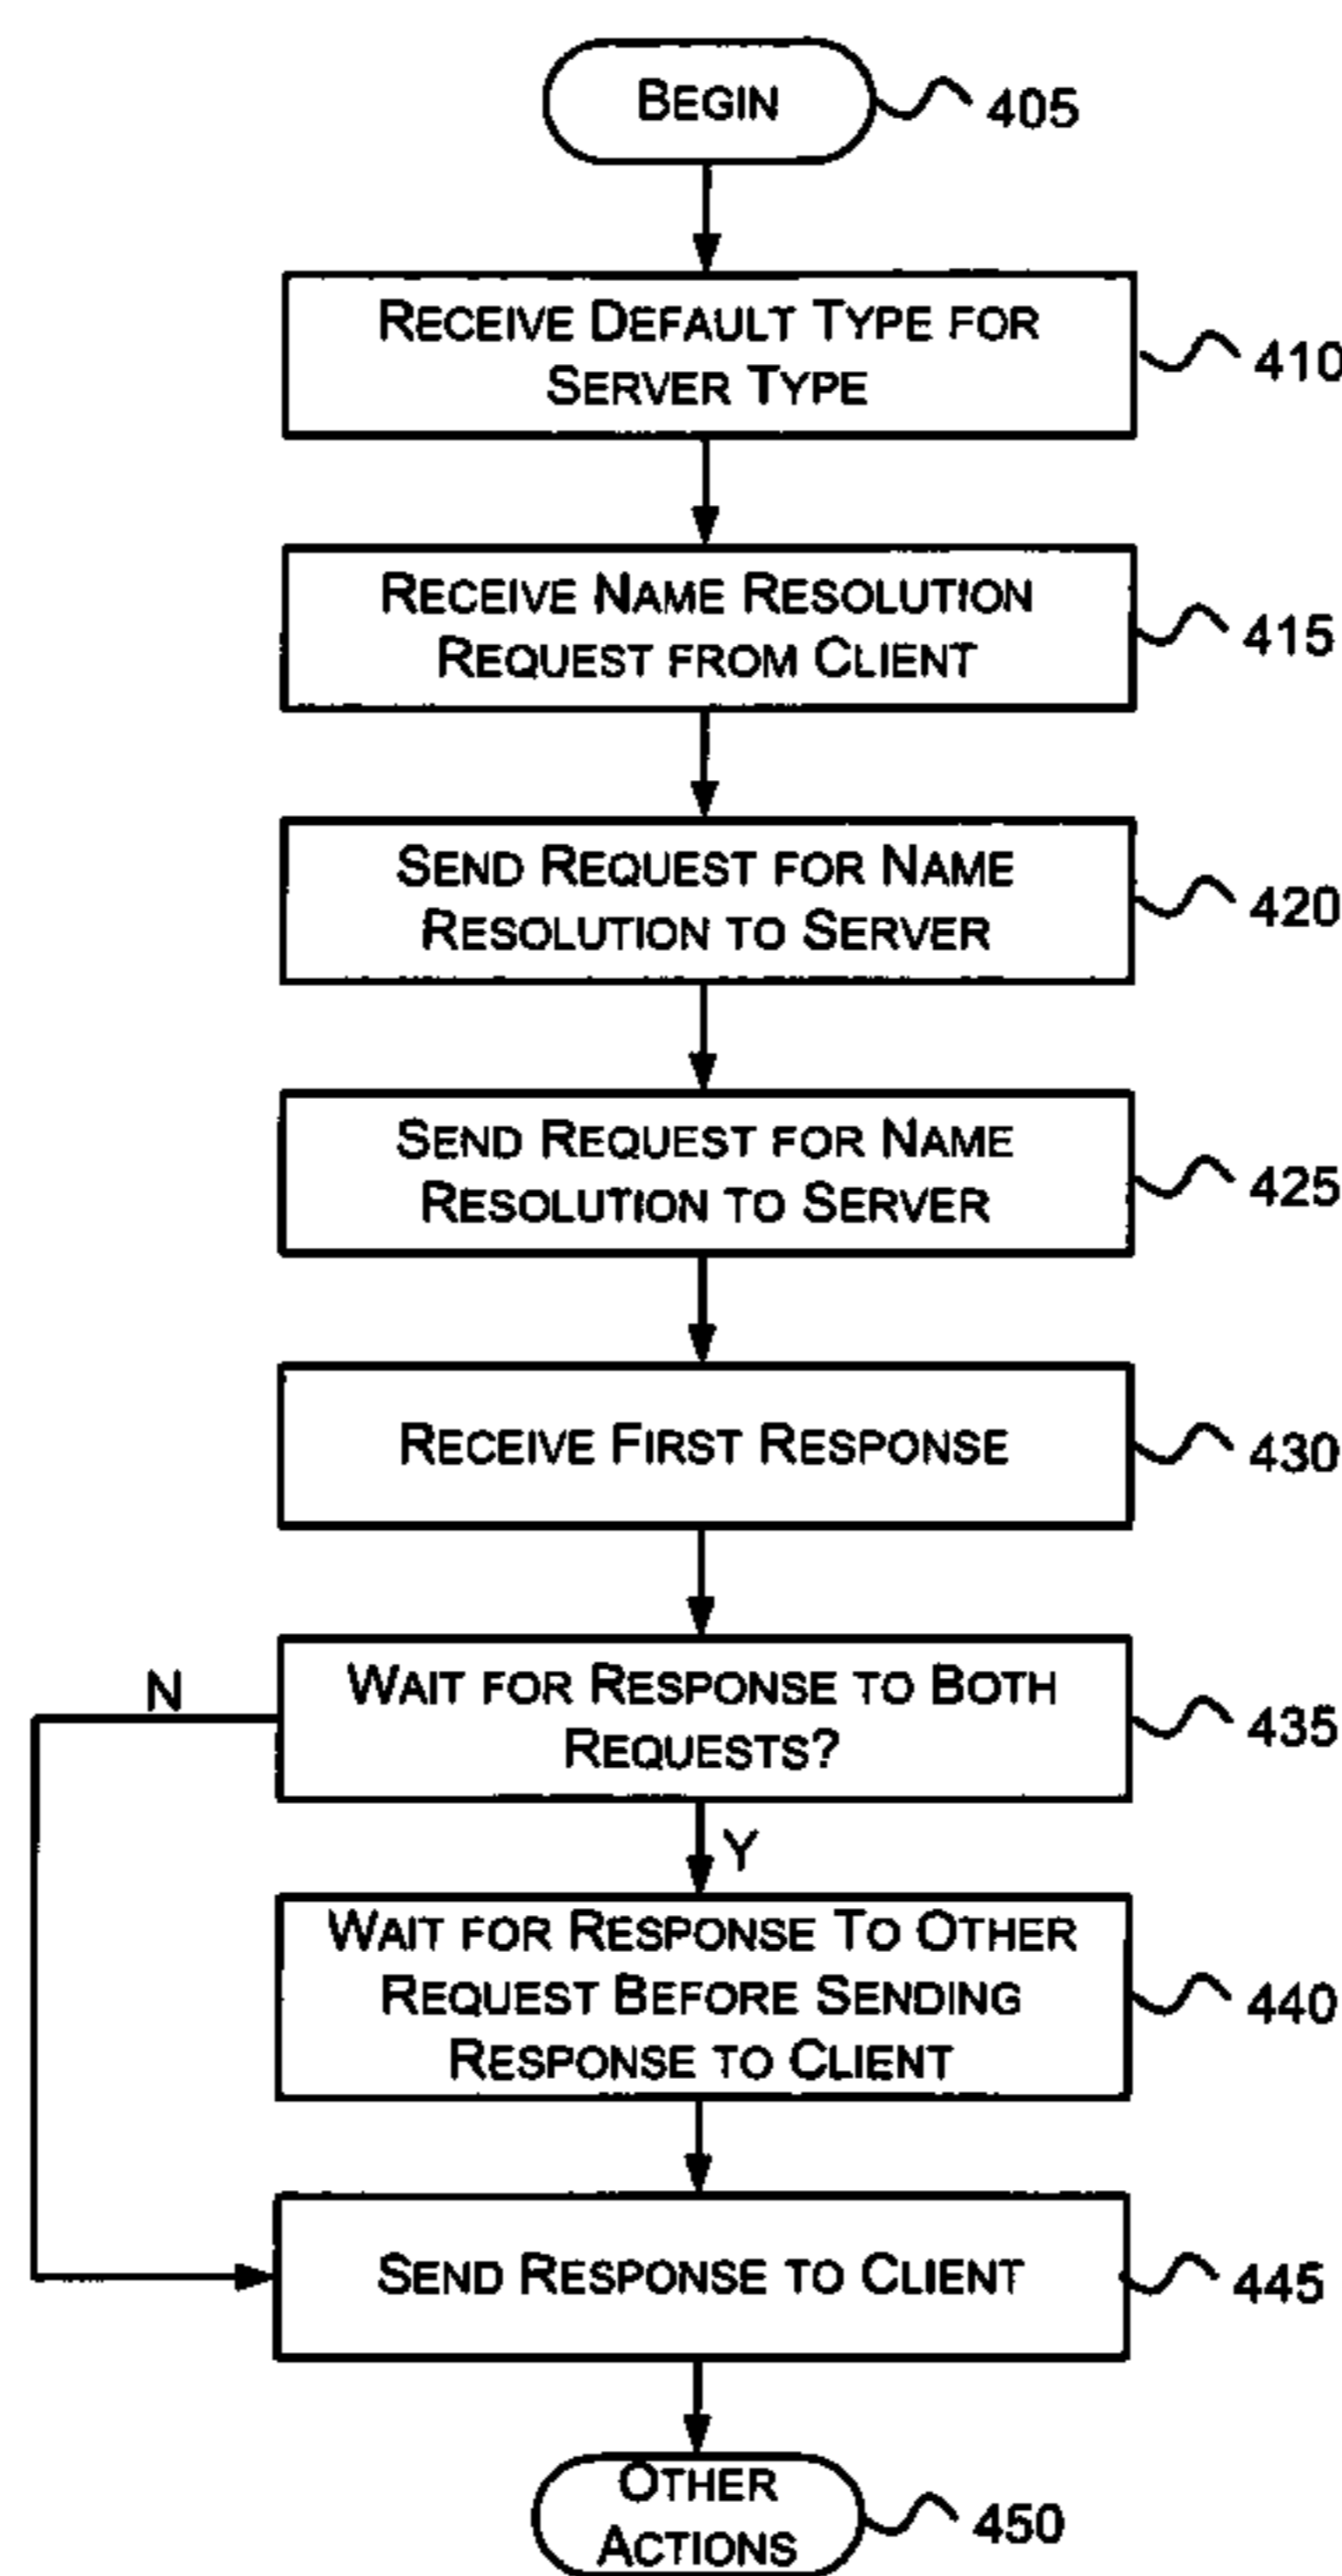 BEGIN
405
RECEIVE DEFAULT TYPE FOR
SERVER TYPE
410
RECEIVE NAME RESOLUTION
REQUEST FROM CLIENT
415
SEND REQUEST FOR NAME
RESOLUTION TO SERVER
420
SEND REQUEST FOR NAME
RESOLUTION TO SERVER
425
RECEIVE FIRST RESPONSE
430
N
WAIT FOR RESPONSE TO BOTH
REQUESTS?
435
Y
WAIT FOR RESPONSE TO OTHER
REQUEST BEFORE SENDING
RESPONSE TO CLIENT
440
SEND RESPONSE TO CLIENT
445
OTHER
ACTIONS
450